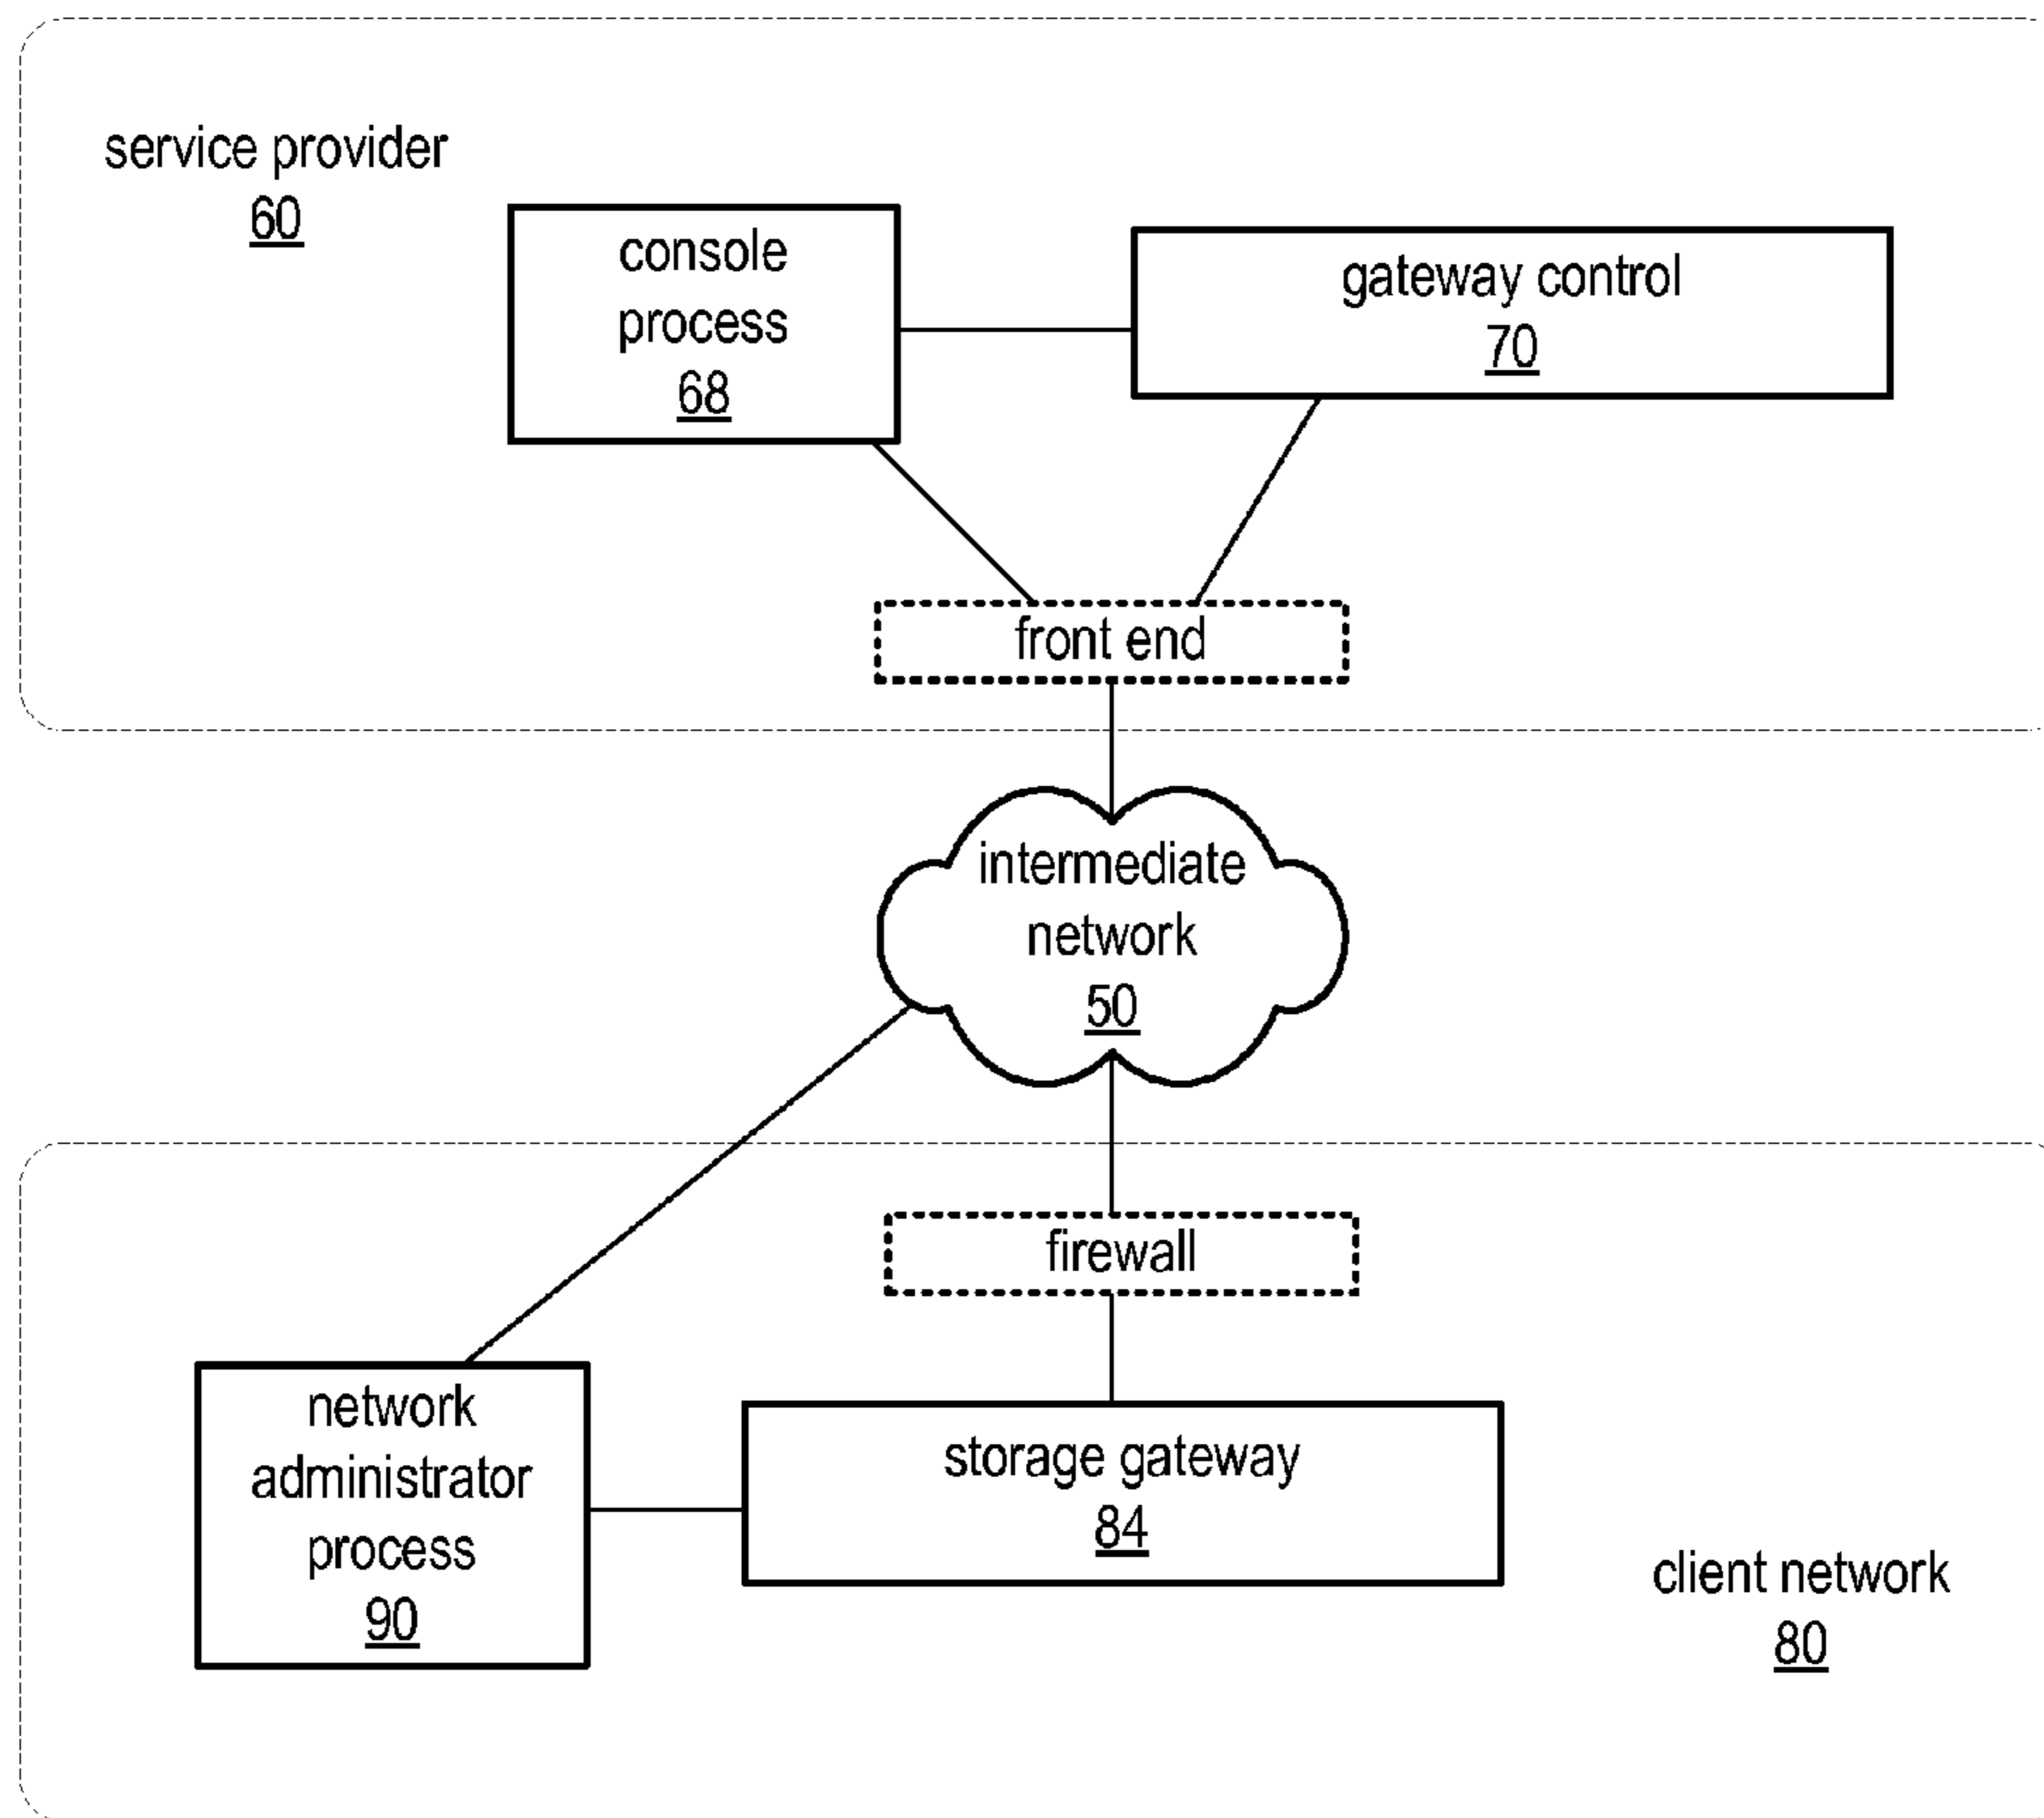 service provider
60
console
process
68
gateway control
70
front end
intermediate
network
50
firewall
network
administrator
process
90
storage gateway
84
client network
80